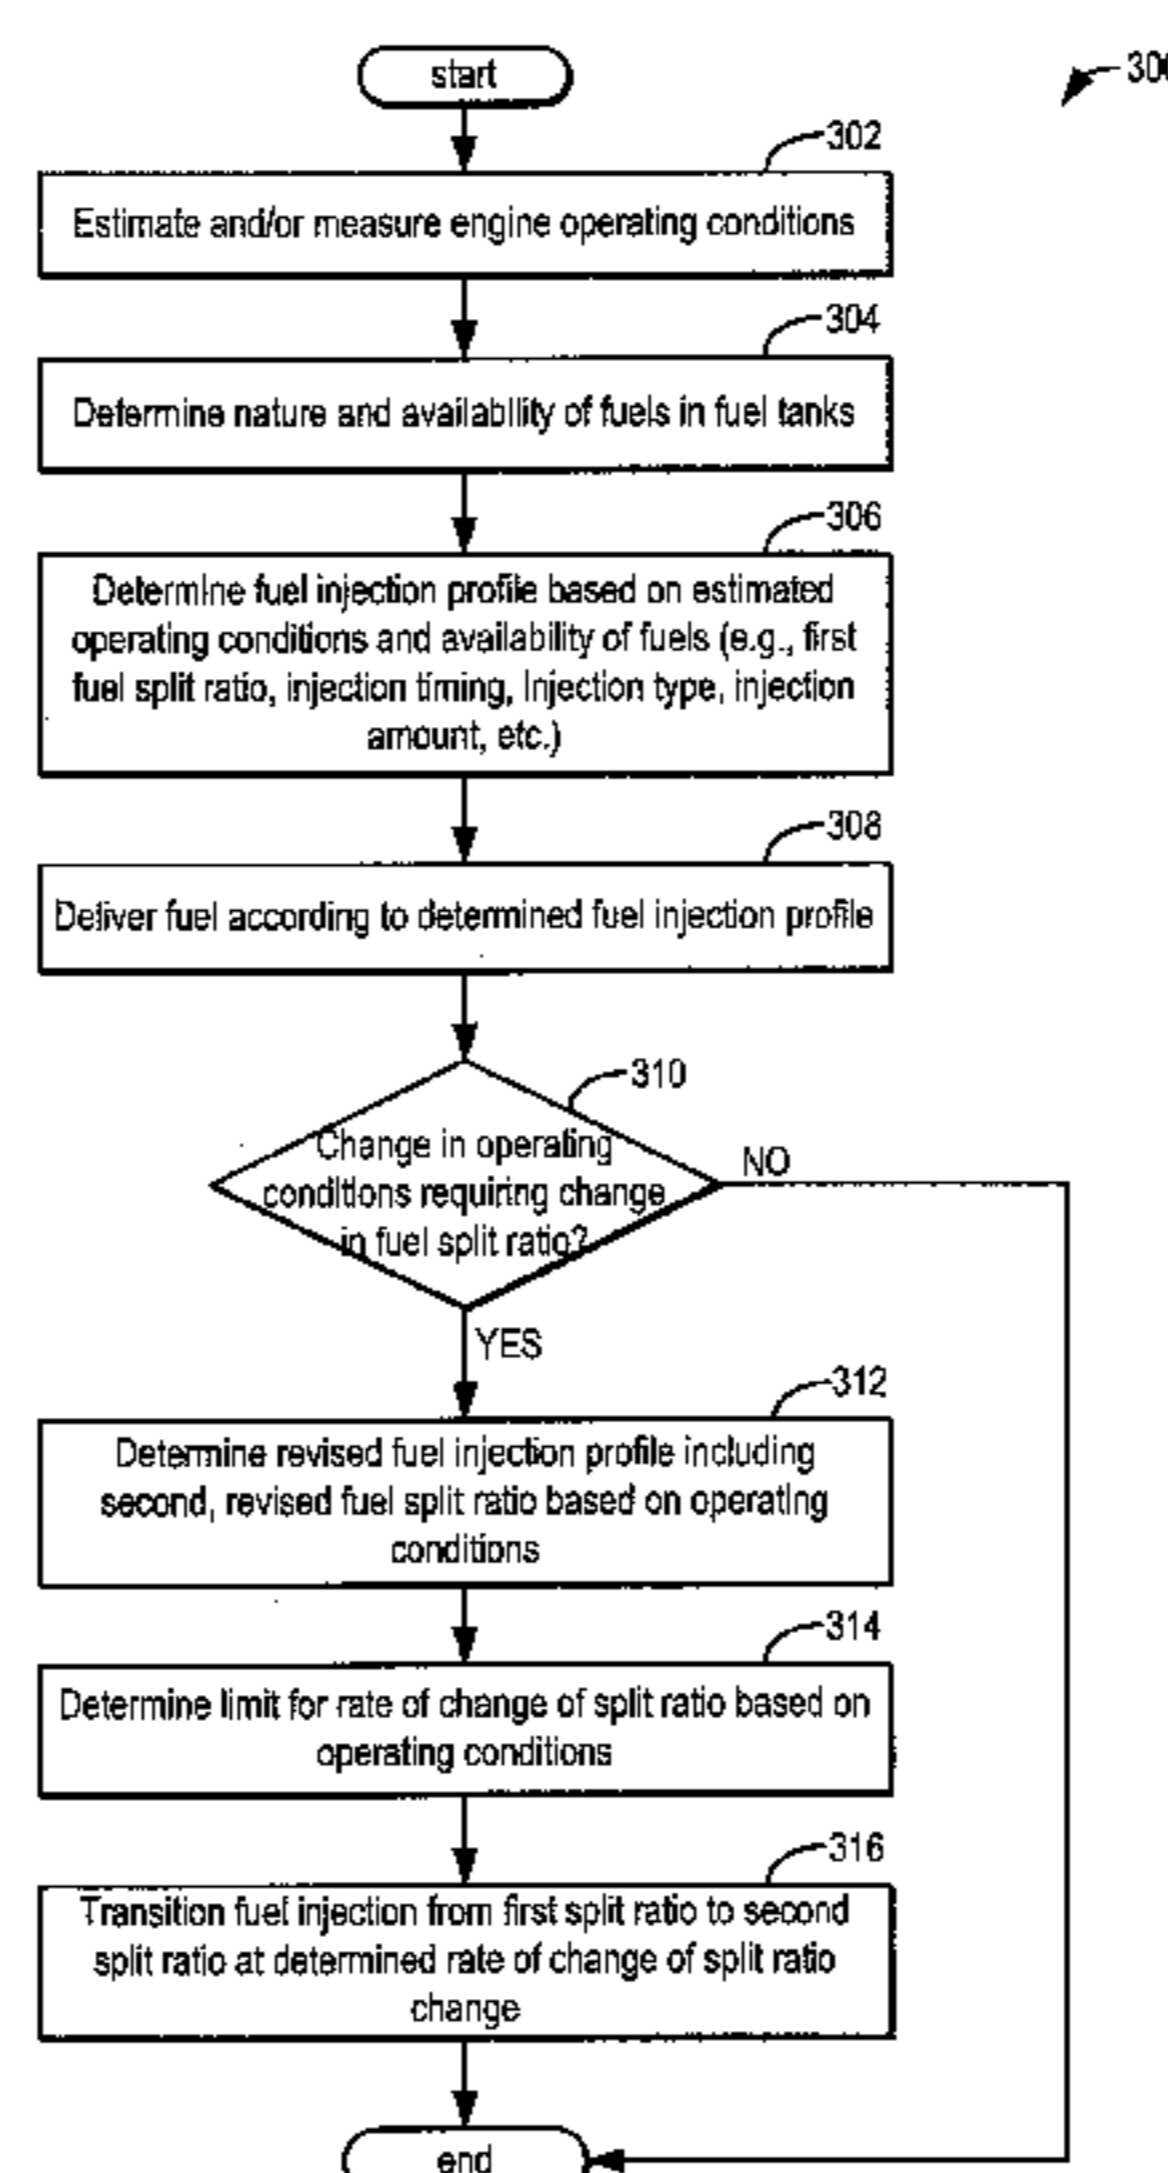 start
300
302
Estimate and/or measure engine operating conditions
304
Determine nature and availability of fuels in fuel tanks
306
Determine fuel injection profile based on estimated
operating conditions and availability of fuels (e.g., first
fuel split ratio, injection timing, Injection type, injection
amount, etc.)
308
Deliver fuel according to determined fuel injection profile
310
Change in operating
conditions requiring change
in fuel split ratio?
NO
YES
312
Determine revised fuel injection profile including
second, revised fuel split ratio based on operating
conditions
314
Determine limit for rate of change of split ratio based on
operating conditions
316
Transition fuel injection from first split ratio to second
split ratio at determined rate of change of split ratio
change
end